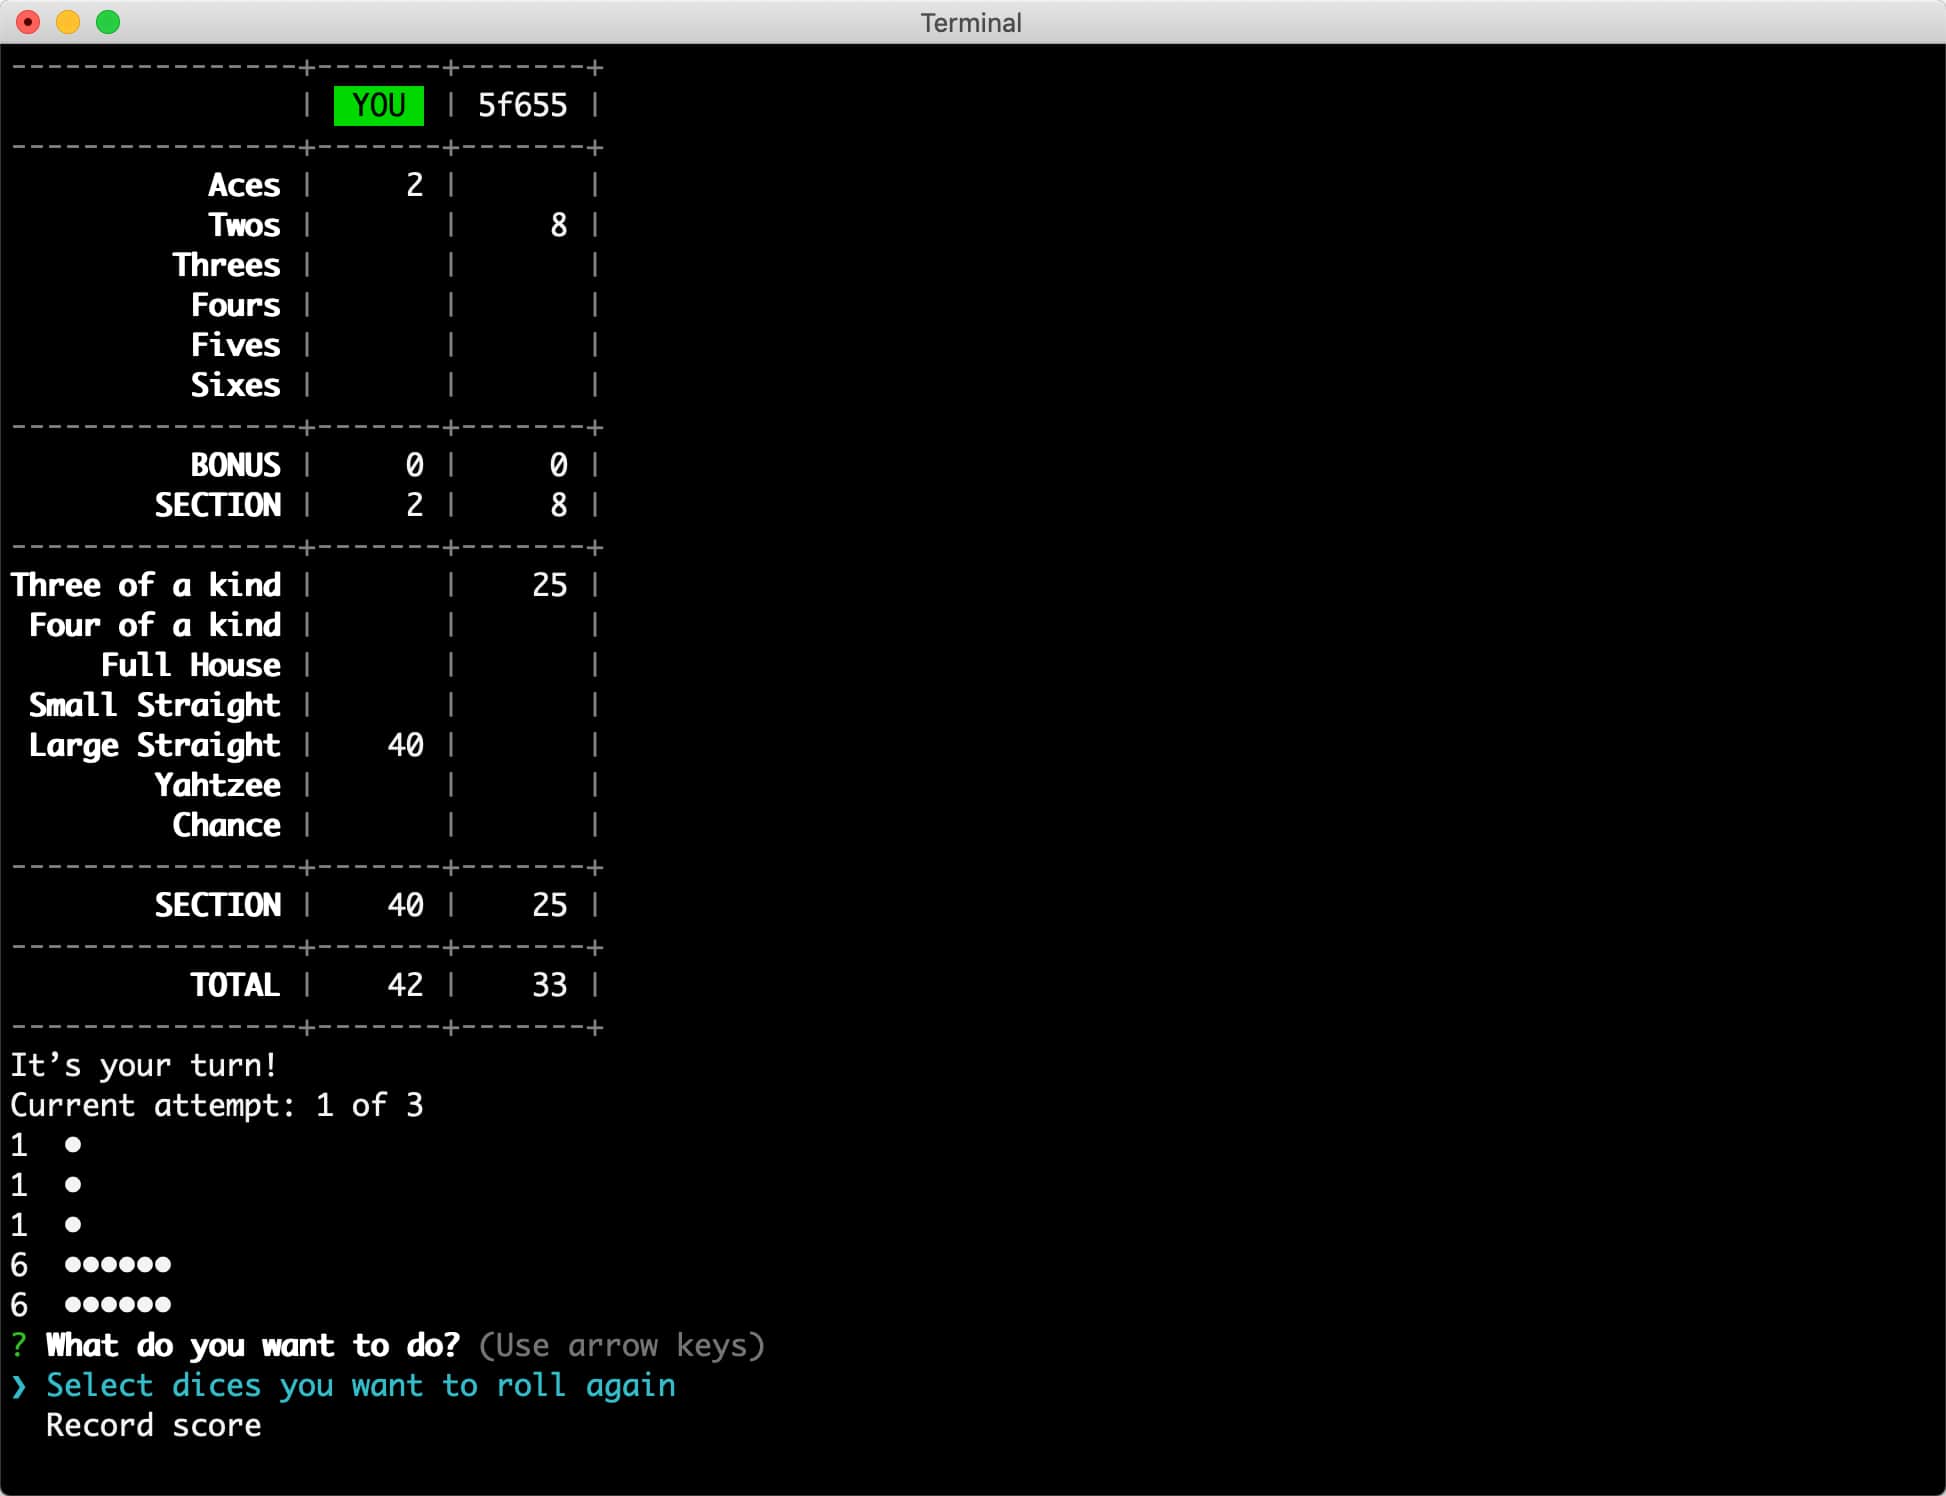 Terminal
----------------+-------+-------+
                |  YOU  | 5f655 |
----------------+-------+-------+
           Aces |     2 |       |
           Twos |       |     8 |
         Threes |       |       |
          Fours |       |       |
          Fives |       |       |
          Sixes |       |       |
----------------+-------+-------+
          BONUS |     0 |     0 |
        SECTION |     2 |     8 |
----------------+-------+-------+
Three of a kind |       |    25 |
 Four of a kind |       |       |
     Full House |       |       |
 Small Straight |       |       |
 Large Straight |    40 |       |
        Yahtzee |       |       |
         Chance |       |       |
----------------+-------+-------+
        SECTION |    40 |    25 |
----------------+-------+-------+
          TOTAL |    42 |    33 |
----------------+-------+-------+
It’s your turn!
Current attempt: 1 of 3
1  ●
1  ●
1  ●
6  ●●●●●●
6  ●●●●●●
? What do you want to do? (Use arrow keys)
❯ Select dices you want to roll again
  Record score